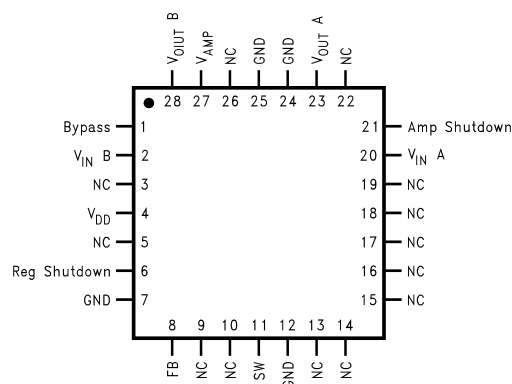 V_OIUT B
V_AMP
NC
GND
GND
V_OUT A
NC
28 27 26 25 24 23 22
Bypass 1
V_IN B 2
NC 3
V_DD 4
NC 5
Reg Shutdown 6
GND 7
21 Amp Shutdown
20 V_IN A
19 NC
18 NC
17 NC
16 NC
15 NC
8 9 10 11 12 13 14
FB
NC
NC
SW
GND
NC
NC